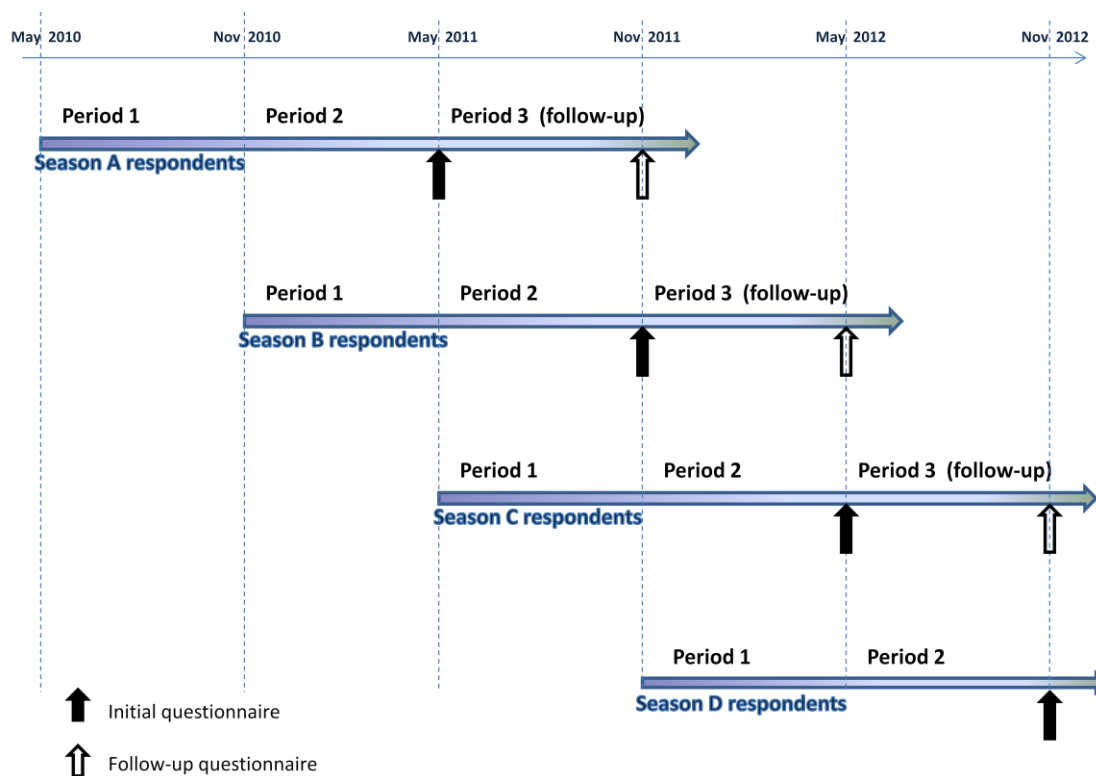 May 2010 Nov 2010 May 2011 Nov 2011 May 2012 Nov 2012
Period 1 Period 2 Period 3 (follow-up)
Season A respondents
Period 1 Period 2 Period 3 (follow-up)
Season B respondents
Period 1 Period 2 Period 3 (follow-up)
Season C respondents
Period 1 Period 2
Season D respondents
Initial questionnaire
Follow-up questionnaire